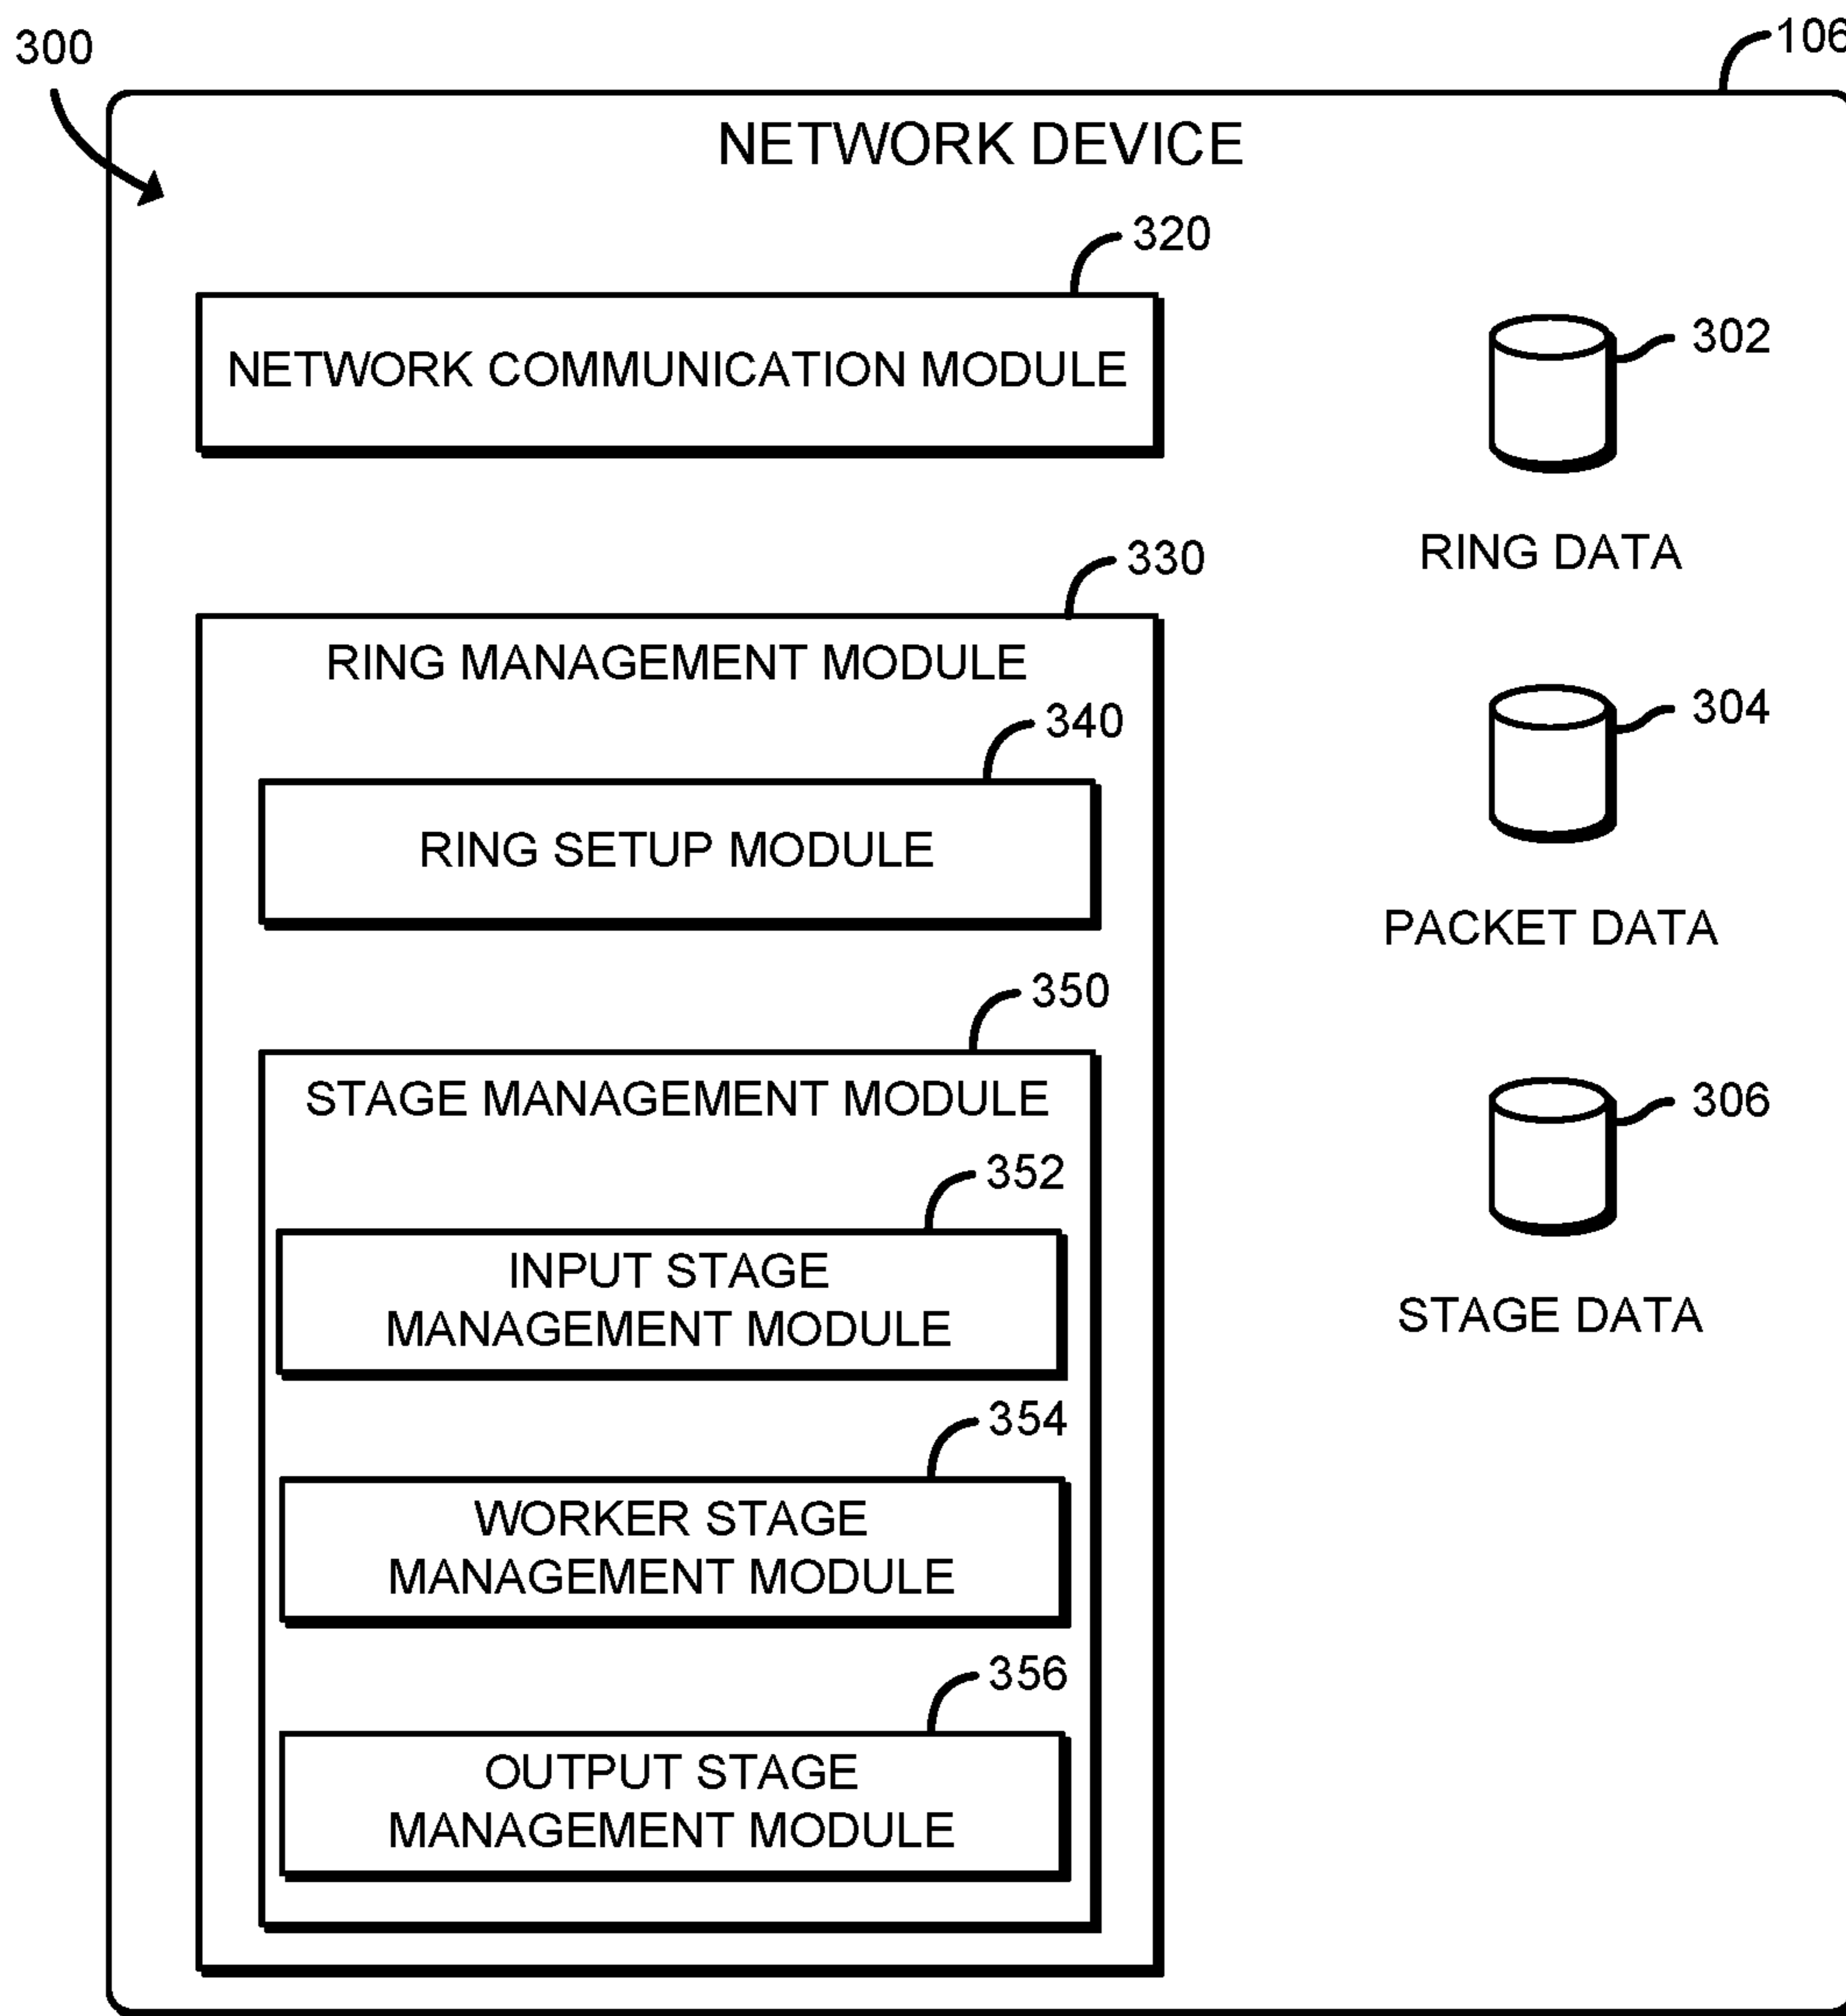 300
106
NETWORK DEVICE
320
NETWORK COMMUNICATION MODULE
302
RING DATA
330
RING MANAGEMENT MODULE
340
RING SETUP MODULE
304
PACKET DATA
350
STAGE MANAGEMENT MODULE
352
INPUT STAGE
MANAGEMENT MODULE
306
STAGE DATA
354
WORKER STAGE
MANAGEMENT MODULE
356
OUTPUT STAGE
MANAGEMENT MODULE